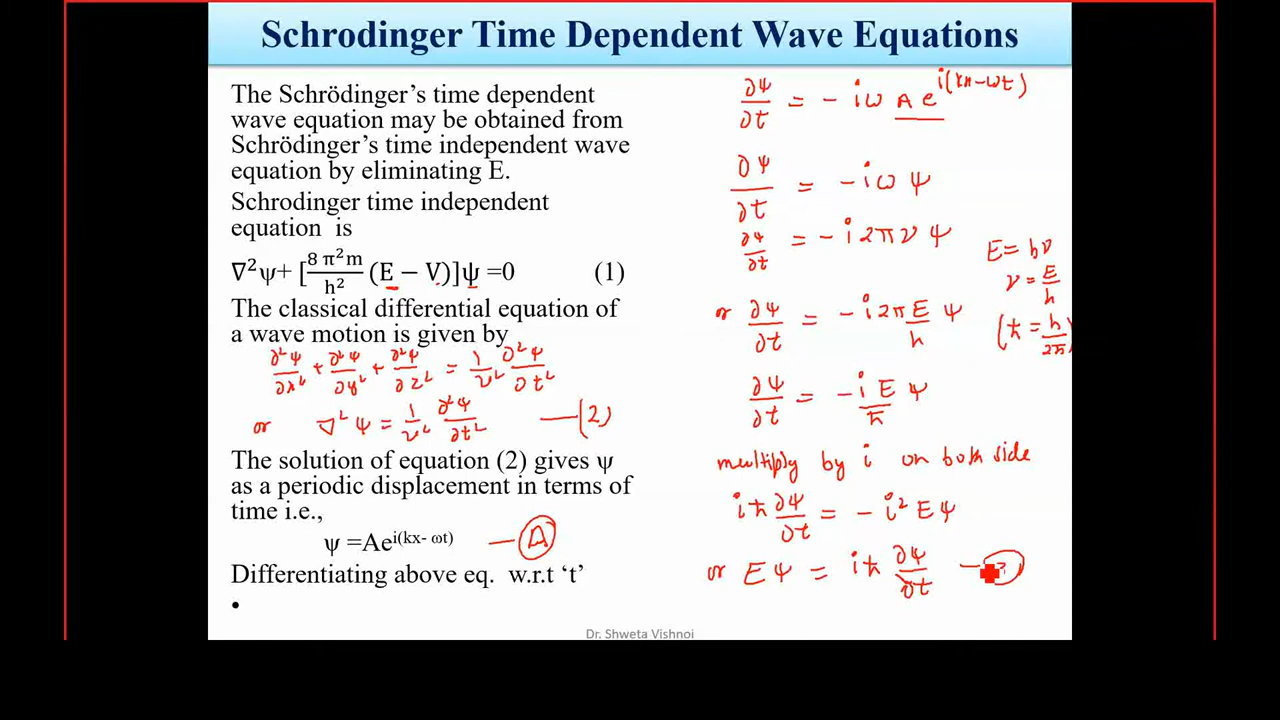 Schrodinger Time Dependent Wave Equations
The Schrödinger's time dependent
wave equation may be obtained from
Schrödinger's time independent wave
equation by eliminating E.
Schrodinger time independent
equation is
∇²ψ+ [8 π²m/h² (E − V)]ψ =0 (1)
The classical differential equation of
a wave motion is given by
∂²ψ/∂x² + ∂²ψ/∂y² + ∂²ψ/∂z² = 1/v² ∂²ψ/∂t²
or ∇²ψ = 1/v² ∂²ψ/∂t² —(2)
The solution of equation (2) gives ψ
as a periodic displacement in terms of
time i.e.,
ψ =Ae^i(kx- ωt) — A
Differentiating above eq. w.r.t 't'
•
∂ψ/∂t = - iω A e^i(kx-ωt)
∂ψ/∂t = -iω ψ
∂ψ/∂t = - i 2πν ψ
E = hν
ν = E/h
or ∂ψ/∂t = -i 2π E/h ψ
(ħ = h/2π)
∂ψ/∂t = - i E/ħ ψ
multiply by i on both side
iħ ∂ψ/∂t = - i² E ψ
or E ψ = iħ ∂ψ/∂t —
Dr. Shweta Vishnoi